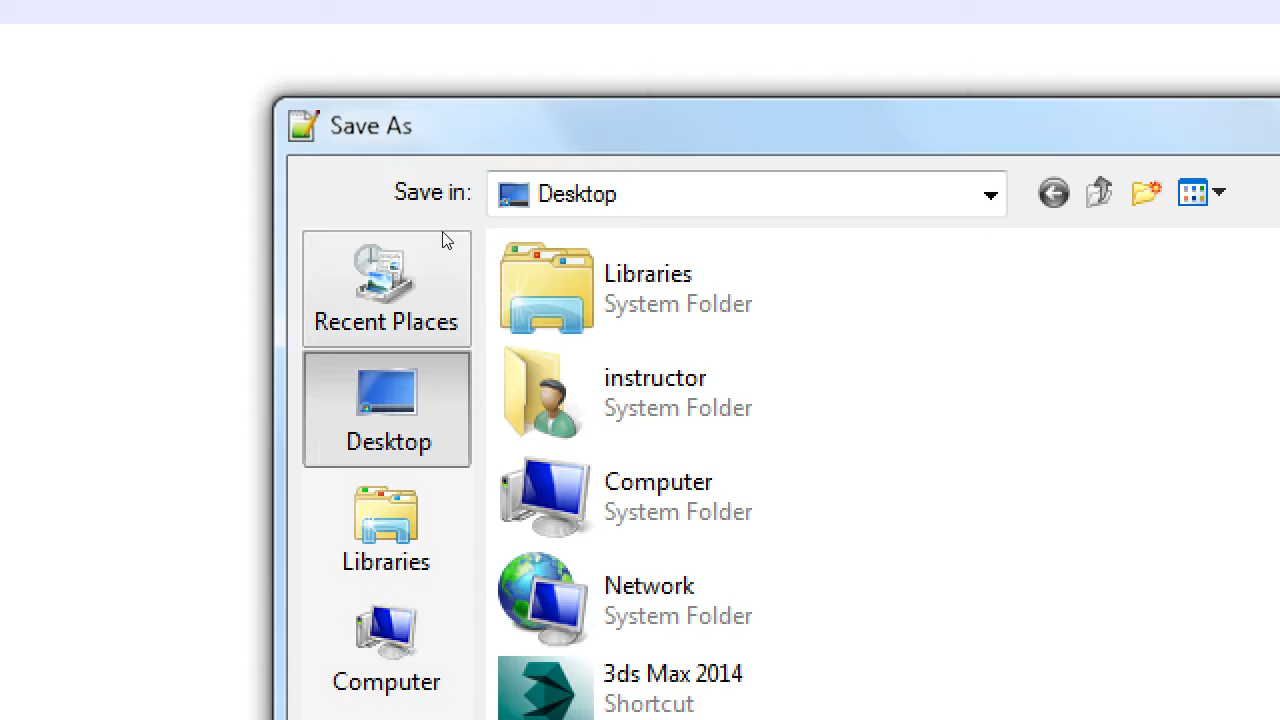 Save As
Save in:
Desktop
Recent Places
Desktop
Libraries
Computer
Libraries
System Folder
instructor
System Folder
Computer
System Folder
Network
System Folder
3ds Max 2014
Shortcut